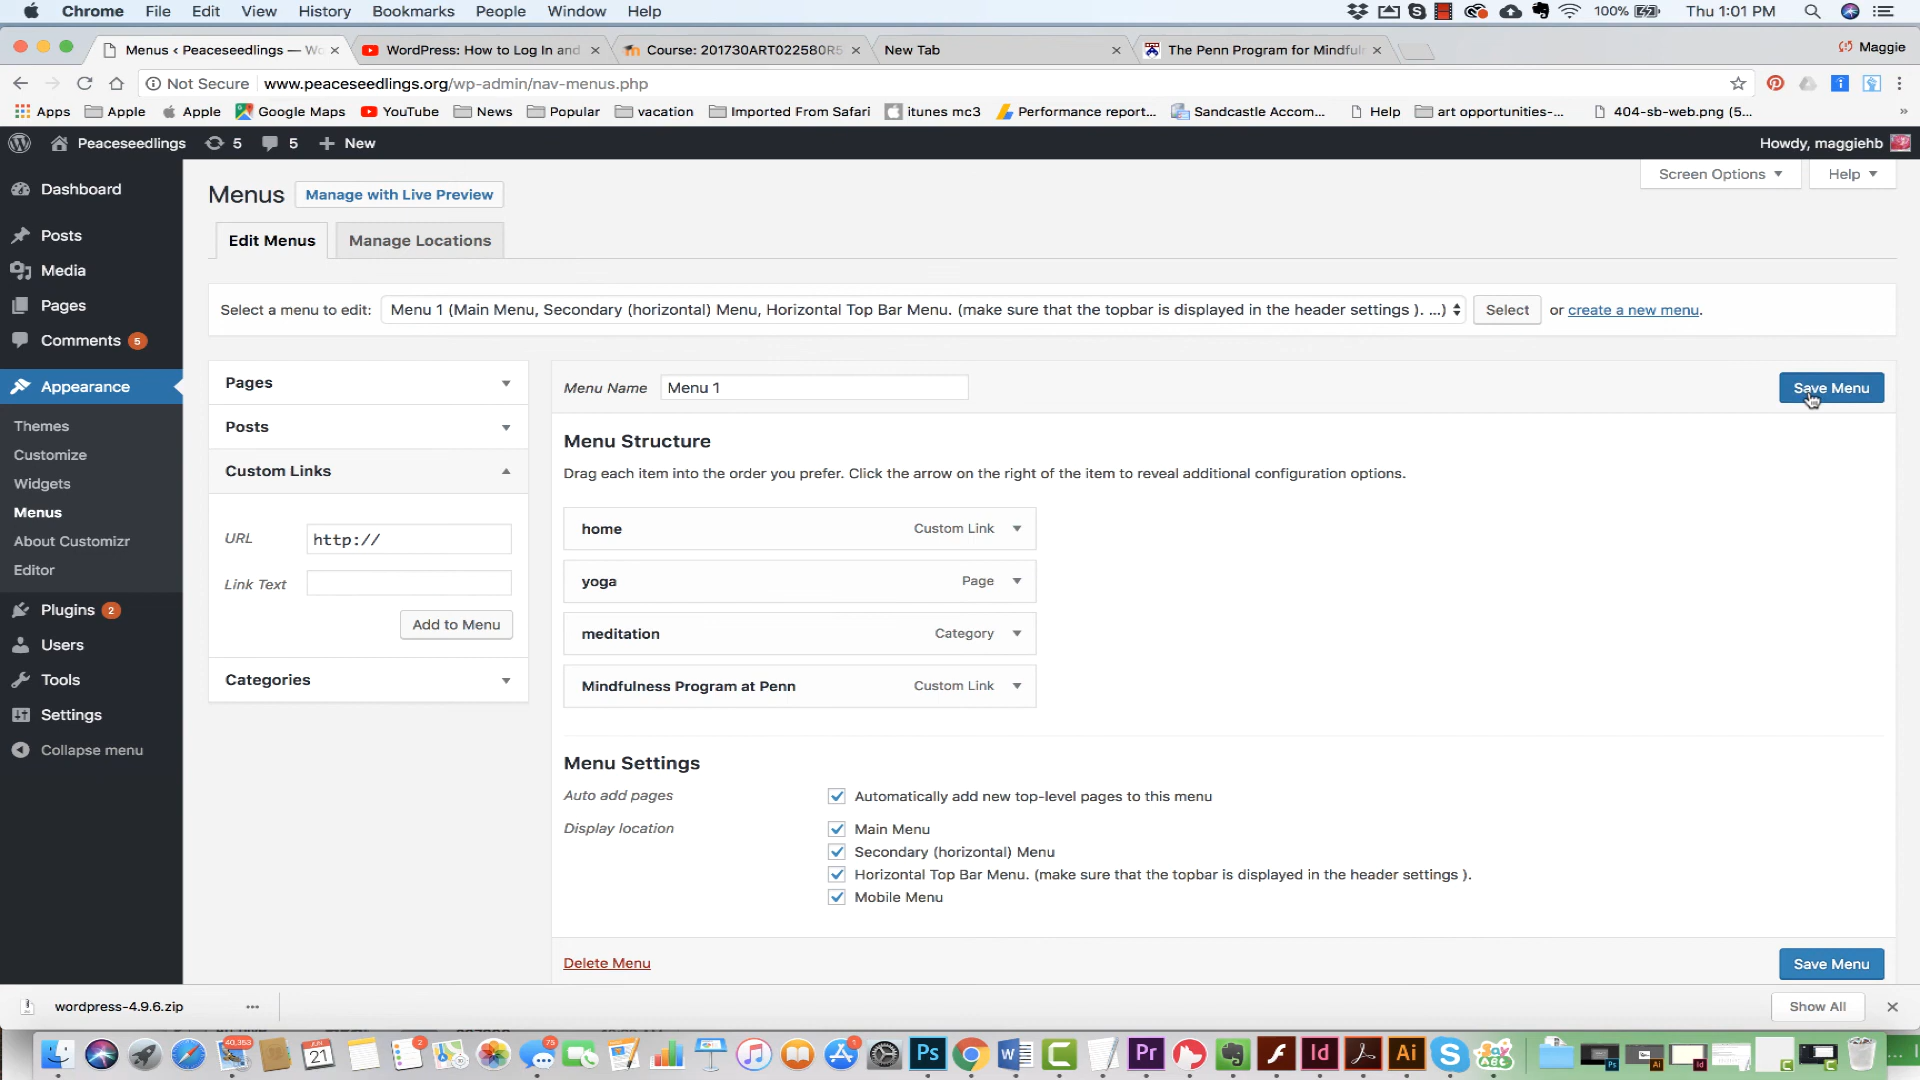 Chrome File Edit View History Bookmarks People Window Help 100% Thu 1:01 PM
Menus ‹ Peaceseedlings — Wo WordPress: How to Log In and Course: 201730ART022580R5 New Tab The Penn Program for Mindful Maggie
Not Secure www.peaceseedlings.org/wp-admin/nav-menus.php
Apps Apple Apple Google Maps YouTube News Popular vacation Imported From Safari itunes mc3 Performance report... Sandcastle Accom... Help art opportunities-... 404-sb-web.png (5... »
Peaceseedlings 5 5 + New Howdy, maggiehb
Screen Options Help
Menus Manage with Live Preview
Edit Menus Manage Locations
Select a menu to edit: Menu 1 (Main Menu, Secondary (horizontal) Menu, Horizontal Top Bar Menu. (make sure that the topbar is displayed in the header settings ). ...) Select or create a new menu.
Dashboard
Posts
Media
Pages
Comments 5
Appearance
Themes
Customize
Widgets
Menus
About Customizr
Editor
Plugins 2
Users
Tools
Settings
Collapse menu
Pages
Posts
Custom Links
URL http://
Link Text
Add to Menu
Categories
Menu Name Menu 1 Save Menu
Menu Structure
Drag each item into the order you prefer. Click the arrow on the right of the item to reveal additional configuration options.
home Custom Link
yoga Page
meditation Category
Mindfulness Program at Penn Custom Link
Menu Settings
Auto add pages Automatically add new top-level pages to this menu
Display location Main Menu
Secondary (horizontal) Menu
Horizontal Top Bar Menu. (make sure that the topbar is displayed in the header settings ).
Mobile Menu
Delete Menu Save Menu
wordpress-4.9.6.zip ... Show All
40,353 JUN 21 2 75 1 Ps W Pr Id Ai